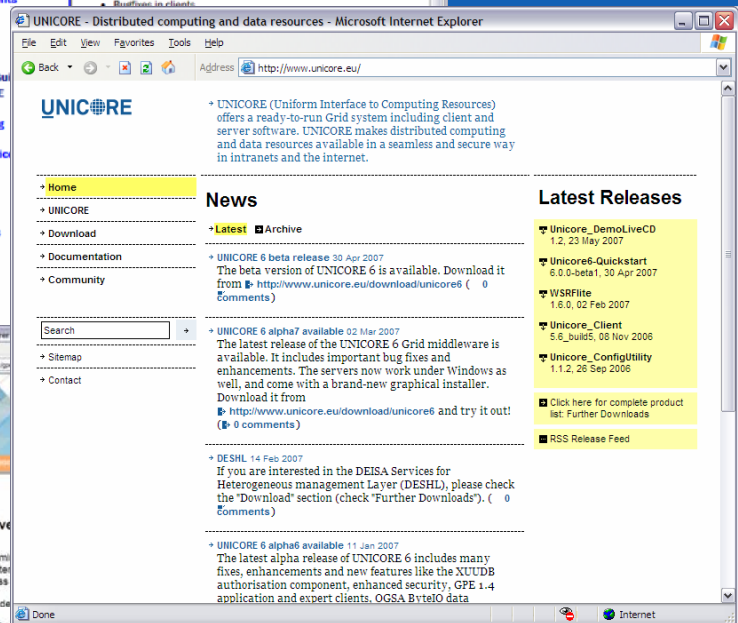 Bugfixes in clients
UNICORE - Distributed computing and data resources - Microsoft Internet Explorer
File Edit View Favorites Tools Help
Back Address http://www.unicore.eu/
UNICORE
UNICORE (Uniform Interface to Computing Resources)
offers a ready-to-run Grid system including client and
server software. UNICORE makes distributed computing
and data resources available in a seamless and secure way
in intranets and the internet.
Home
UNICORE
Download
Documentation
Community
Search
Sitemap
Contact
News
Latest Archive
UNICORE 6 beta release 30 Apr 2007
The beta version of UNICORE 6 is available. Download it
from http://www.unicore.eu/download/unicore6 ( 0
comments)
UNICORE 6 alpha7 available 02 Mar 2007
The latest release of the UNICORE 6 Grid middleware is
available. It includes important bug fixes and
enhancements. The servers now work under Windows as
well, and come with a brand-new graphical installer.
Download it from
http://www.unicore.eu/download/unicore6 and try it out!
( 0 comments)
DESHL 14 Feb 2007
If you are interested in the DEISA Services for
Heterogeneous management Layer (DESHL), please check
the "Download" section (check "Further Downloads"). ( 0
comments)
UNICORE 6 alpha6 available 11 Jan 2007
The latest alpha release of UNICORE 6 includes many
fixes, enhancements and new features like the XUUDB
authorisation component, enhanced security, GPE 1.4
application and expert clients, OGSA ByteIO data
Latest Releases
Unicore_DemoLiveCD
1.2, 23 May 2007
Unicore6-Quickstart
6.0.0-beta1, 30 Apr 2007
WSRFlite
1.6.0, 02 Feb 2007
Unicore_Client
5.6_build5, 08 Nov 2006
Unicore_ConfigUtility
1.1.2, 26 Sep 2006
Click here for complete product
list: Further Downloads
RSS Release Feed
Done Internet